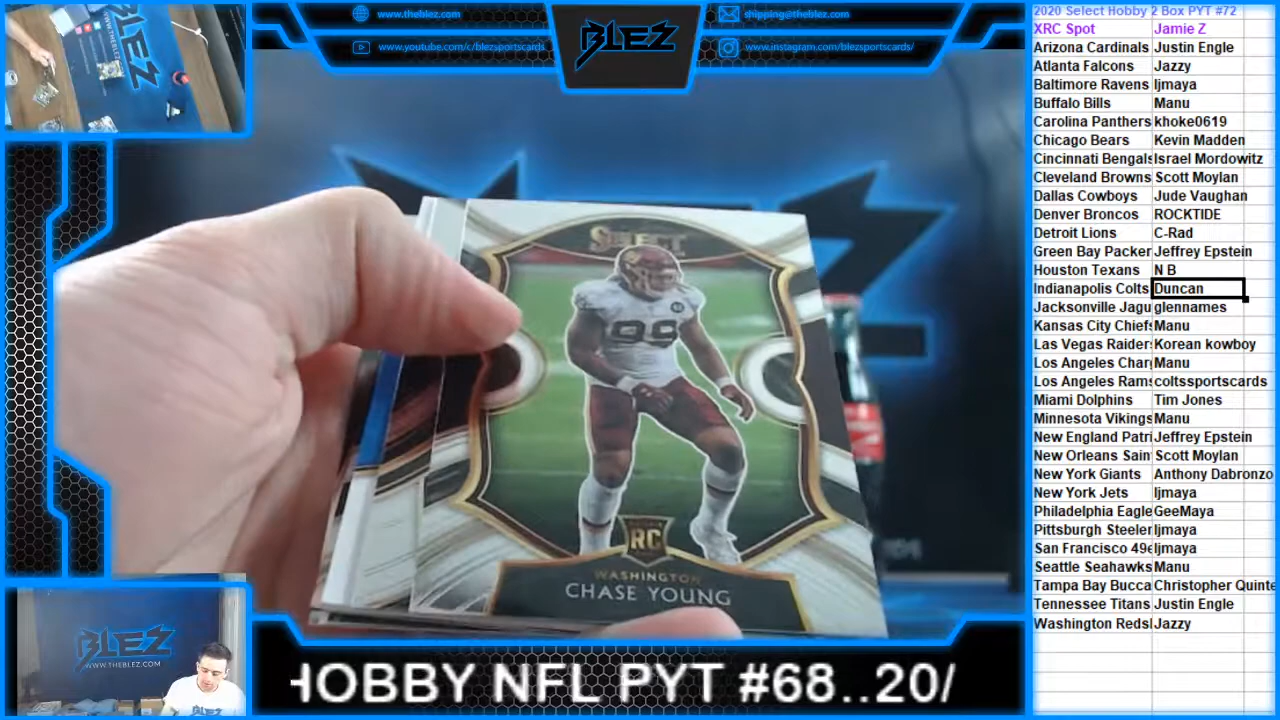 www.theblez.com
www.youtube.com/c/blezsportscards
BLEZ
shipping@theblez.com
www.instagram.com/blezsportscards/
SELECT
99
RC
WASHINGTON
CHASE YOUNG
BLEZ
WWW.THEBLEZ.COM
HOBBY NFL PYT #68..20/
2020 Select Hobby 2 Box PYT #72
XRC Spot Jamie Z
Arizona Cardinals Justin Engle
Atlanta Falcons Jazzy
Baltimore Ravens ljmaya
Buffalo Bills Manu
Carolina Panthers khoke0619
Chicago Bears Kevin Madden
Cincinnati Bengals Israel Mordowitz
Cleveland Browns Scott Moylan
Dallas Cowboys Jude Vaughan
Denver Broncos ROCKTIDE
Detroit Lions C-Rad
Green Bay Packer Jeffrey Epstein
Houston Texans N B
Indianapolis Colts Duncan
Jacksonville Jagu glennames
Kansas City Chiefs Manu
Las Vegas Raider Korean kowboy
Los Angeles Char Manu
Los Angeles Rams coltssportscards
Miami Dolphins Tim Jones
Minnesota Vikings Manu
New England Patri Jeffrey Epstein
New Orleans Sain Scott Moylan
New York Giants Anthony Dabronzo
New York Jets ljmaya
Philadelphia Eagle GeeMaya
Pittsburgh Steeler ljmaya
San Francisco 49e ljmaya
Seattle Seahawks Manu
Tampa Bay Bucca Christopher Quinte
Tennessee Titans Justin Engle
Washington Reds Jazzy